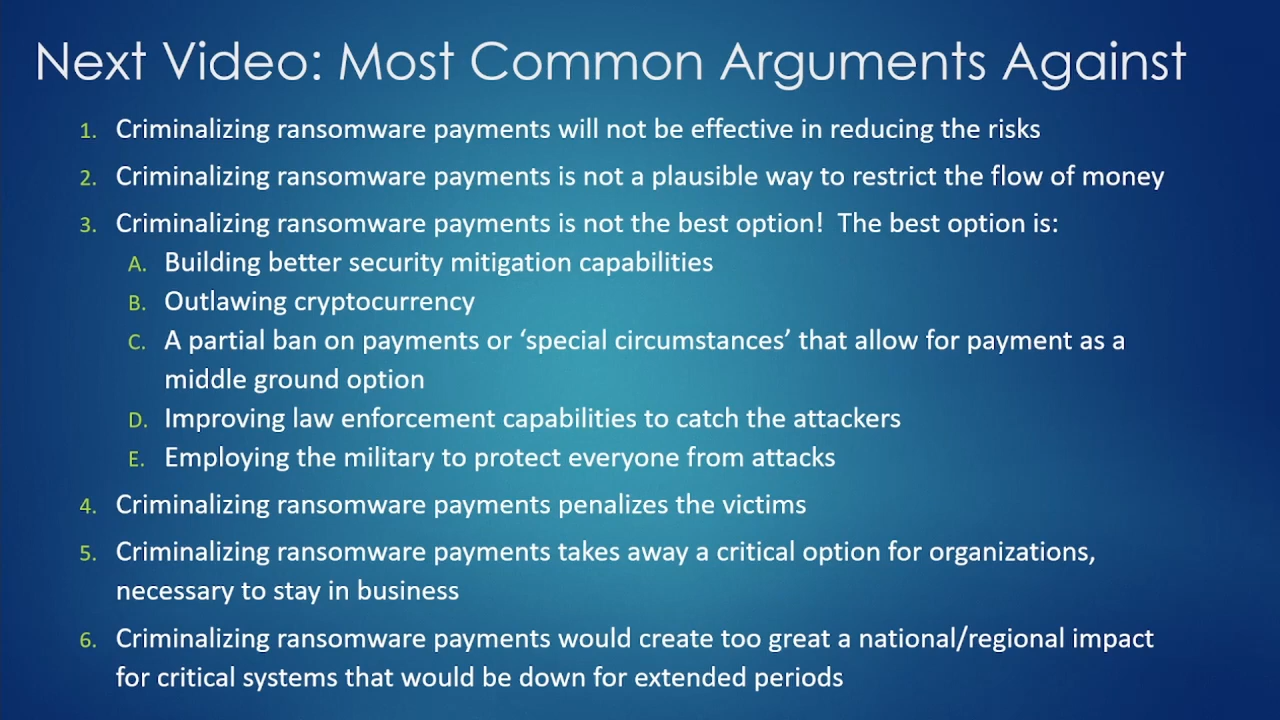 Next Video: Most Common Arguments Against
1. Criminalizing ransomware payments will not be effective in reducing the risks
2. Criminalizing ransomware payments is not a plausible way to restrict the flow of money
3. Criminalizing ransomware payments is not the best option!  The best option is:
A. Building better security mitigation capabilities
B. Outlawing cryptocurrency
C. A partial ban on payments or ‘special circumstances’ that allow for payment as a
middle ground option
D. Improving law enforcement capabilities to catch the attackers
E. Employing the military to protect everyone from attacks
4. Criminalizing ransomware payments penalizes the victims
5. Criminalizing ransomware payments takes away a critical option for organizations,
necessary to stay in business
6. Criminalizing ransomware payments would create too great a national/regional impact
for critical systems that would be down for extended periods